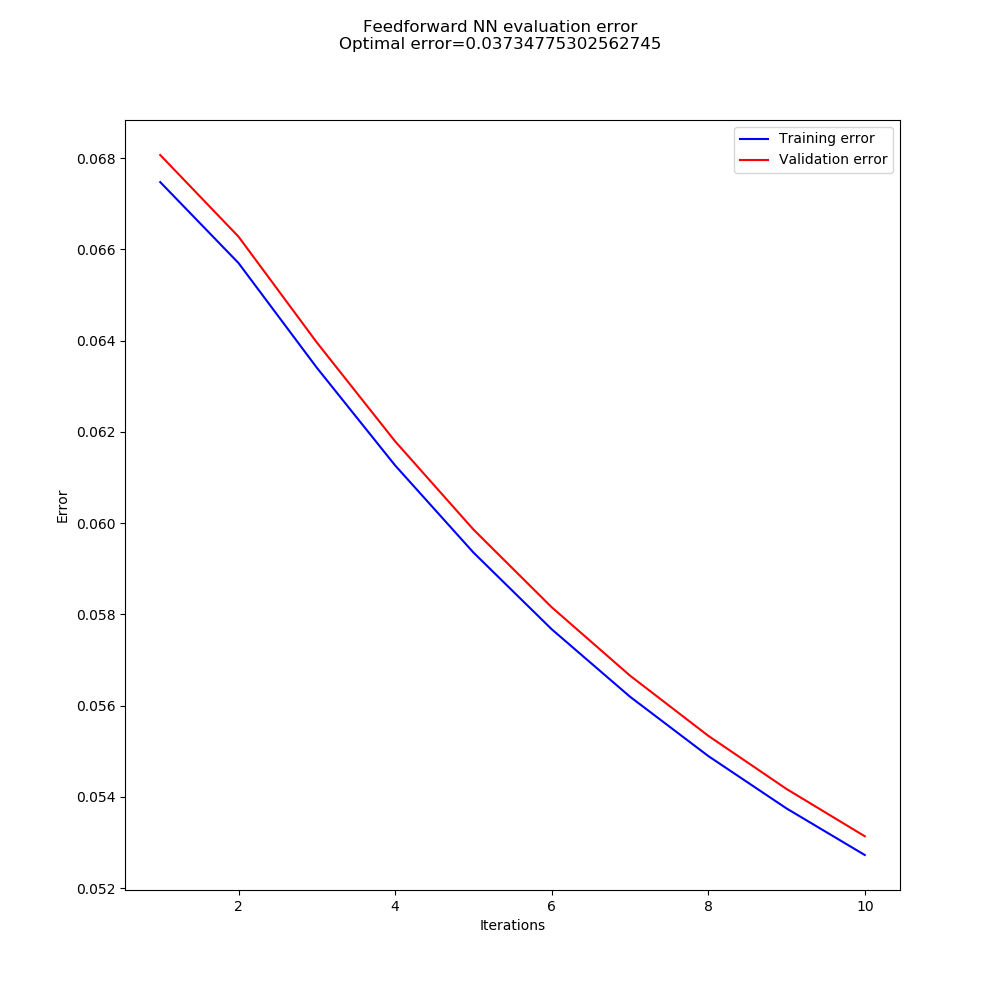 Feedforward NN evaluation error
Optimal error=0.03734775302562745
Training error
Validation error
0.068
0.066
0.064
0.062
0.060
0.058
0.056
0.054
0.052
Error
2 4 6 8 10
Iterations